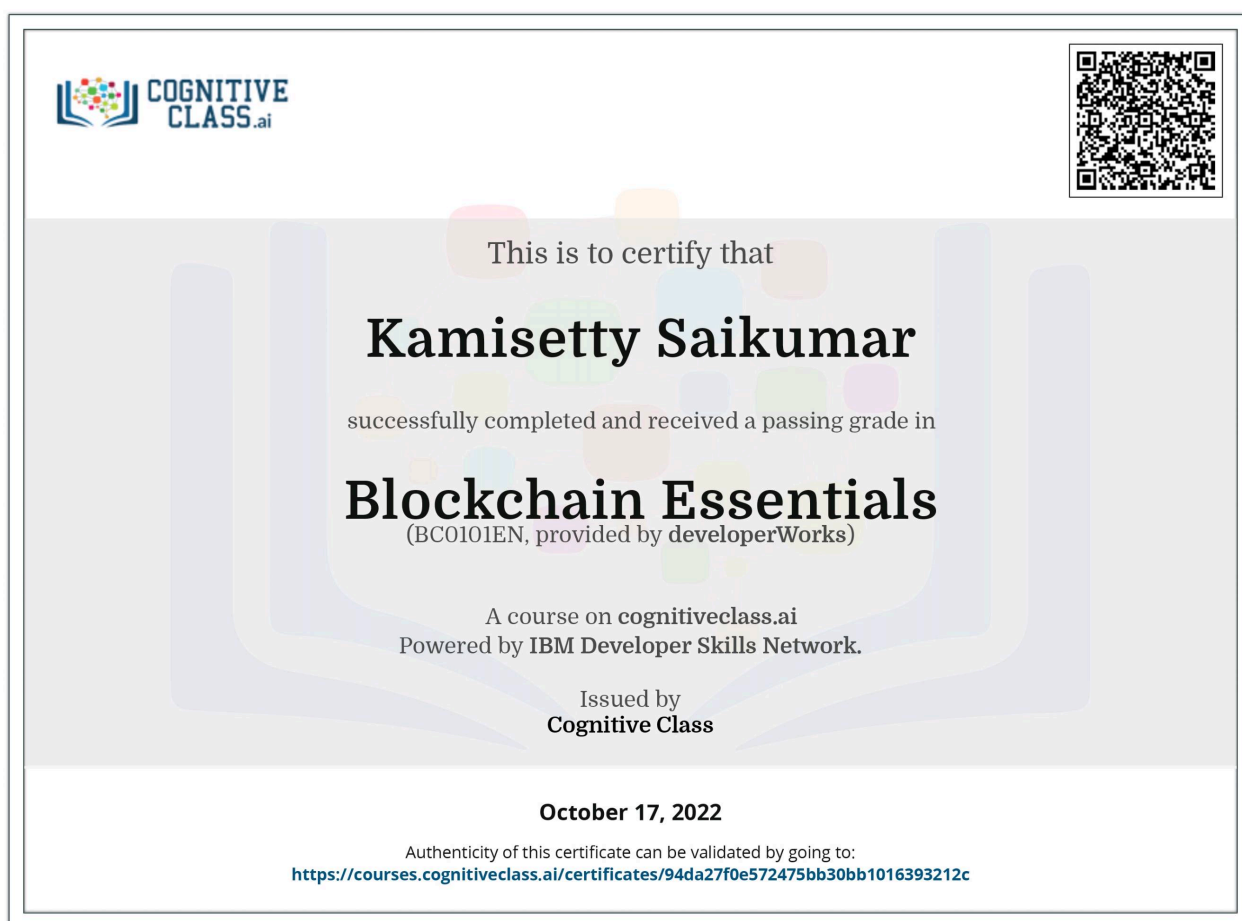 COGNITIVE
CLASS.ai
This is to certify that
Kamisetty Saikumar
successfully completed and received a passing grade in
Blockchain Essentials
(BC0101EN, provided by developerWorks)
A course on cognitiveclass.ai
Powered by IBM Developer Skills Network.
Issued by
Cognitive Class
October 17, 2022
Authenticity of this certificate can be validated by going to:
https://courses.cognitiveclass.ai/certificates/94da27f0e572475bb30bb1016393212c